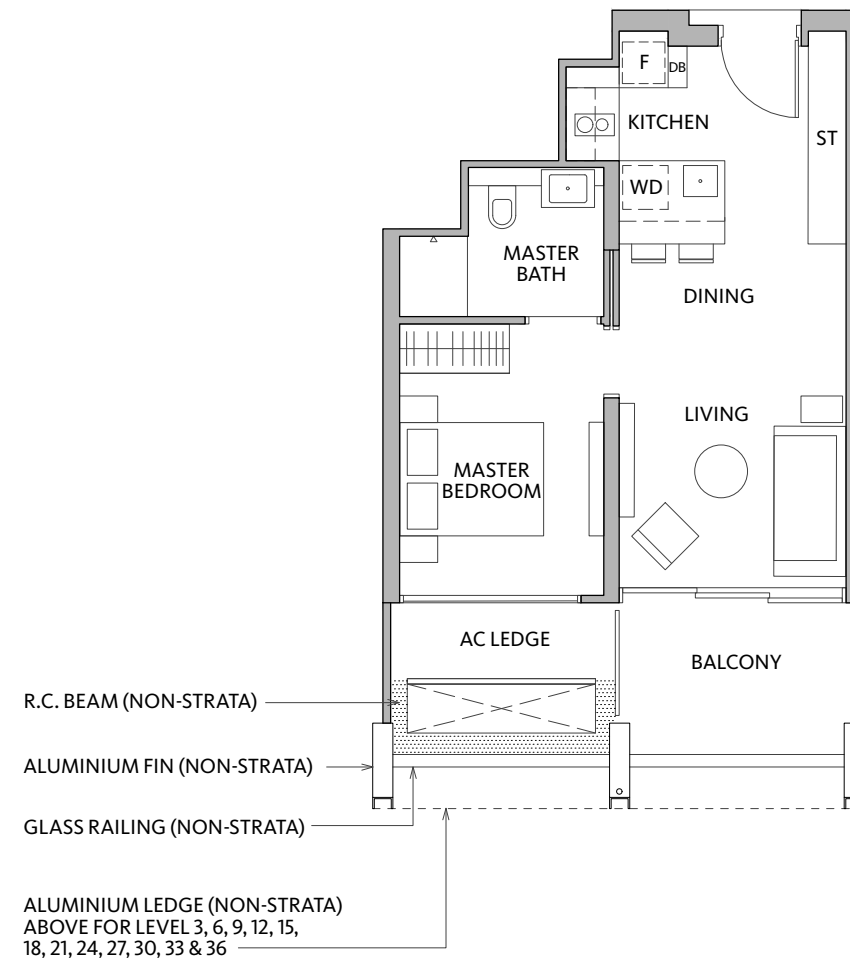 F
DB
KITCHEN
ST
WD
MASTER
BATH
DINING
LIVING
MASTER
BEDROOM
AC LEDGE
BALCONY
R.C. BEAM (NON-STRATA)
ALUMINIUM FIN (NON-STRATA)
GLASS RAILING (NON-STRATA)
ALUMINIUM LEDGE (NON-STRATA)
ABOVE FOR LEVEL 3, 6, 9, 12, 15,
18, 21, 24, 27, 30, 33 & 36